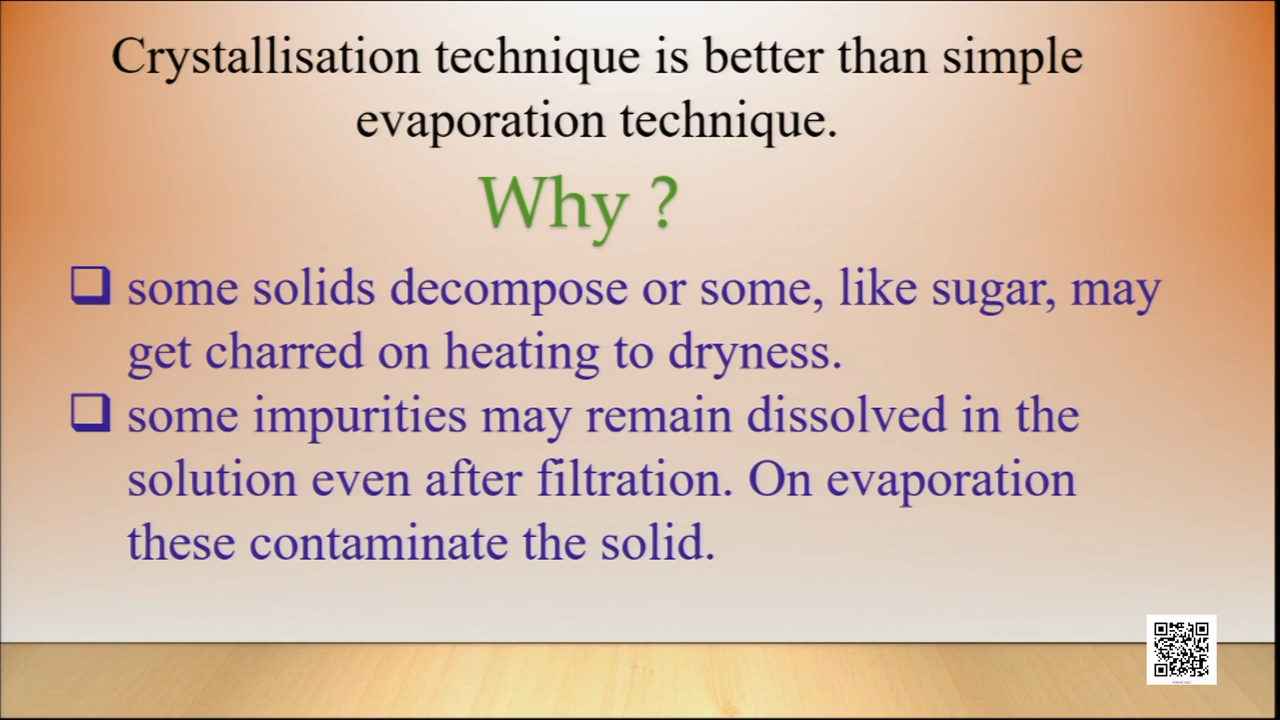 Crystallisation technique is better than simple
evaporation technique.
Why ?
some solids decompose or some, like sugar, may
get charred on heating to dryness.
some impurities may remain dissolved in the
solution even after filtration. On evaporation
these contaminate the solid.